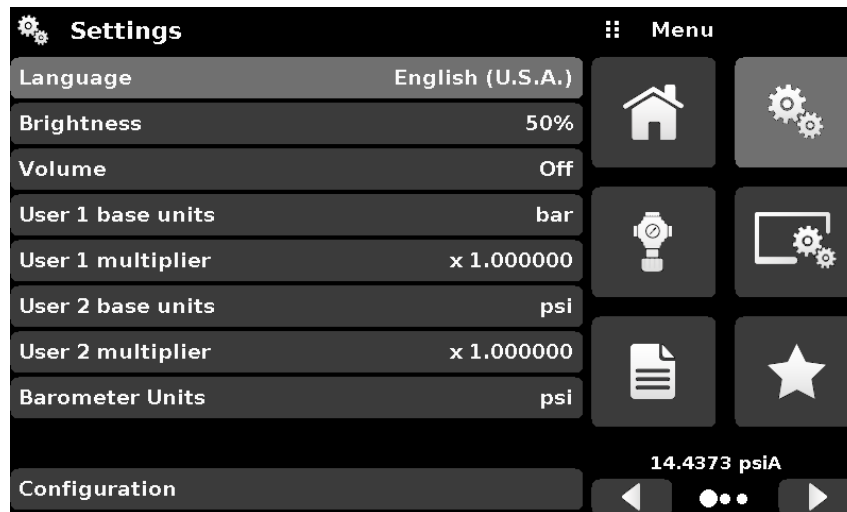 Settings
Language English (U.S.A.)
Brightness 50%
Volume Off
User 1 base units bar
User 1 multiplier x 1.000000
User 2 base units psi
User 2 multiplier x 1.000000
Barometer Units psi
Configuration
Menu
14.4373 psiA